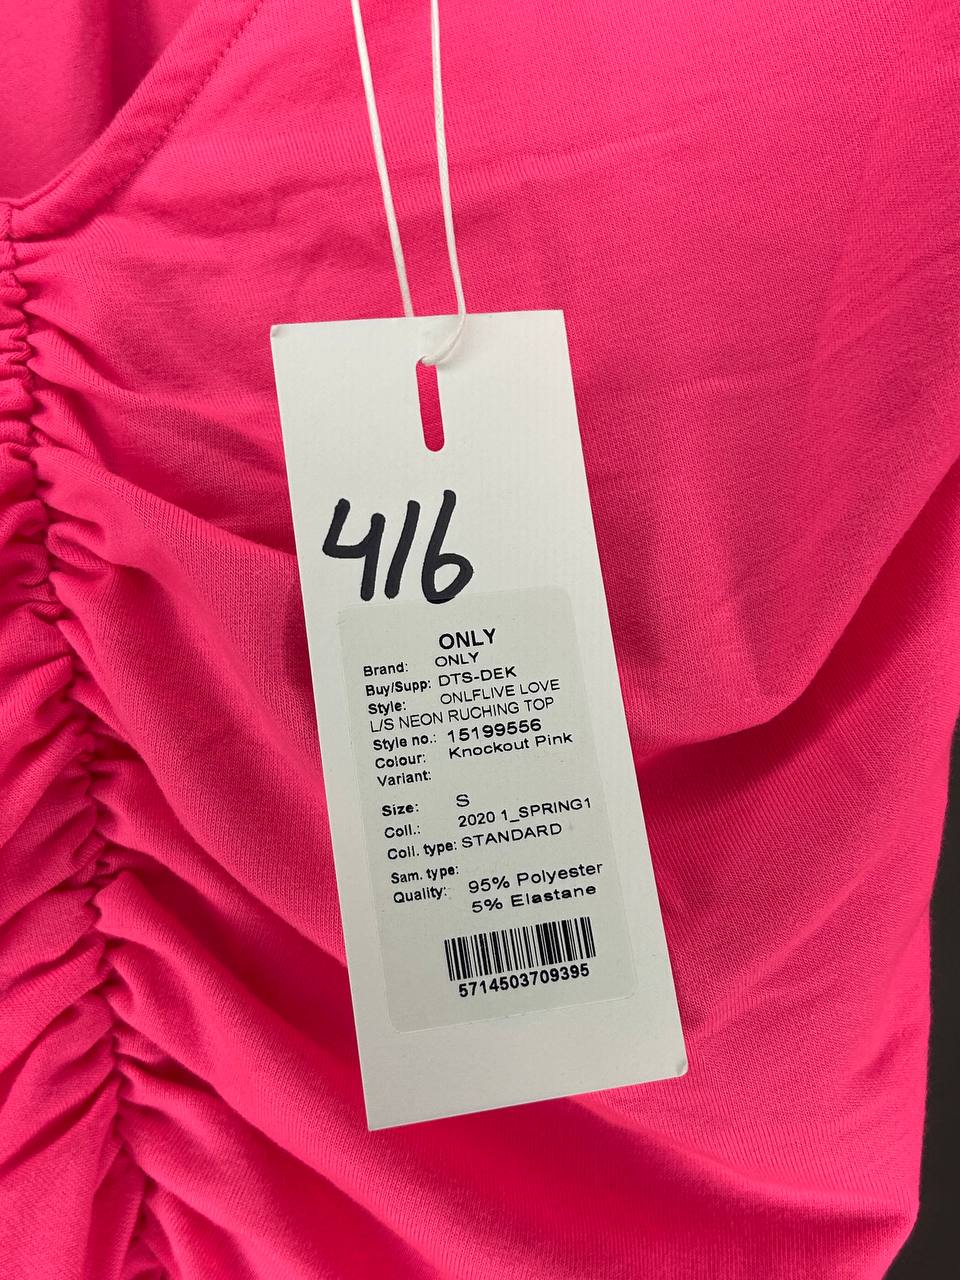 416
ONLY
Brand: ONLY
Buy/Supp: DTS-DEK
Style: ONLFLIVE LOVE
L/S NEON RUCHING TOP
Style no.: 15199556
Colour: Knockout Pink
Variant:
Size: S
Coll.: 2020 1_SPRING1
Coll. type: STANDARD
Sam. type:
Quality: 95% Polyester
5% Elastane
5714503709395